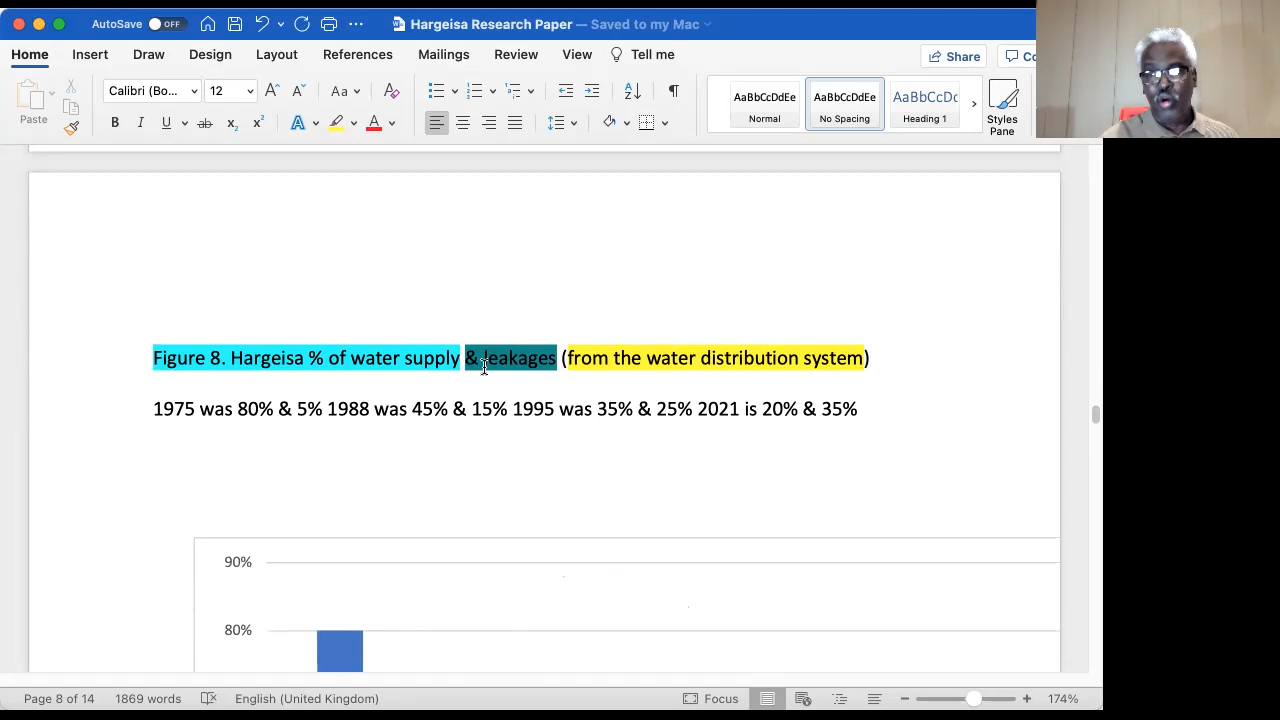 AutoSave OFF Hargeisa Research Paper — Saved to my Mac
Home Insert Draw Design Layout References Mailings Review View Tell me Share Co
Paste Calibri (Bo... 12 Aa AaBbCcDdEe AaBbCcDdEe AaBbCcDc
Normal No Spacing Heading 1 Styles Pane
Figure 8. Hargeisa % of water supply & leakages (from the water distribution system)
1975 was 80% & 5% 1988 was 45% & 15% 1995 was 35% & 25% 2021 is 20% & 35%
90%
80%
Page 8 of 14 1869 words English (United Kingdom) Focus 174%